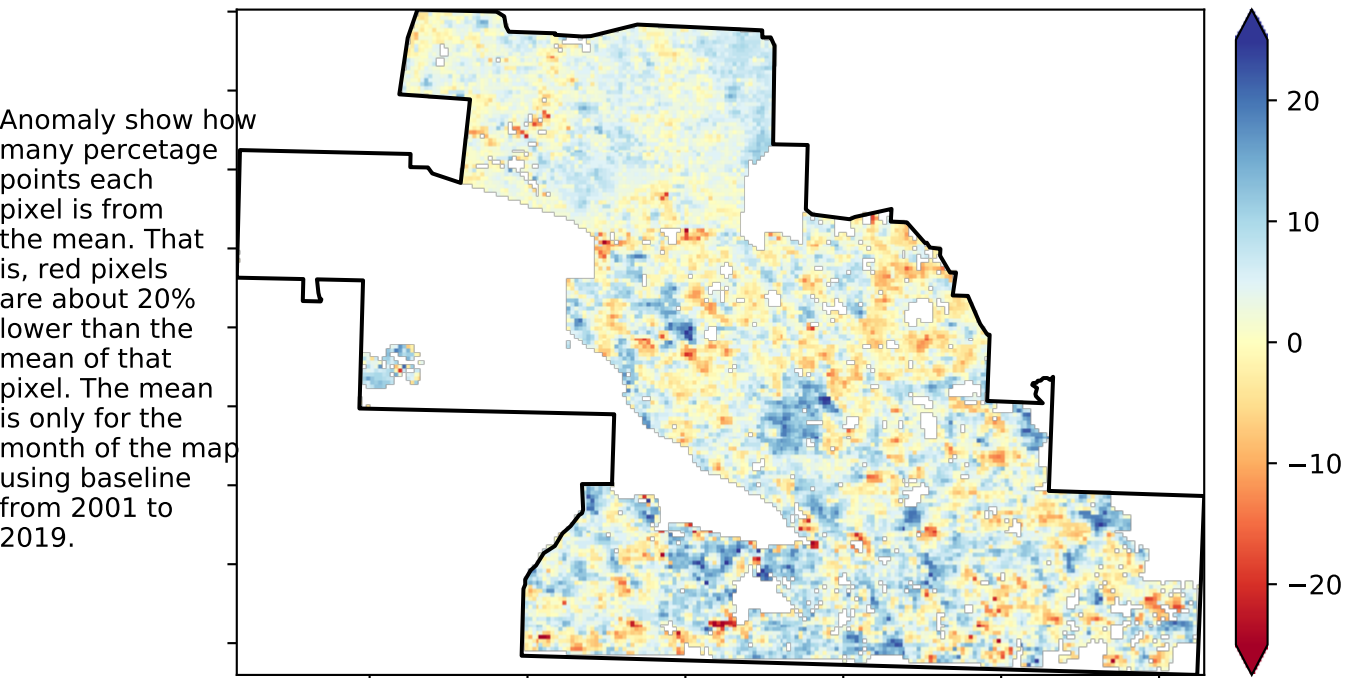 Anomaly show how
many percetage
points each
pixel is from
the mean. That
is, red pixels
are about 20%
lower than the
mean of that
pixel. The mean
is only for the
month of the map
using baseline
from 2001 to
2019.
20
10
0
−10
−20